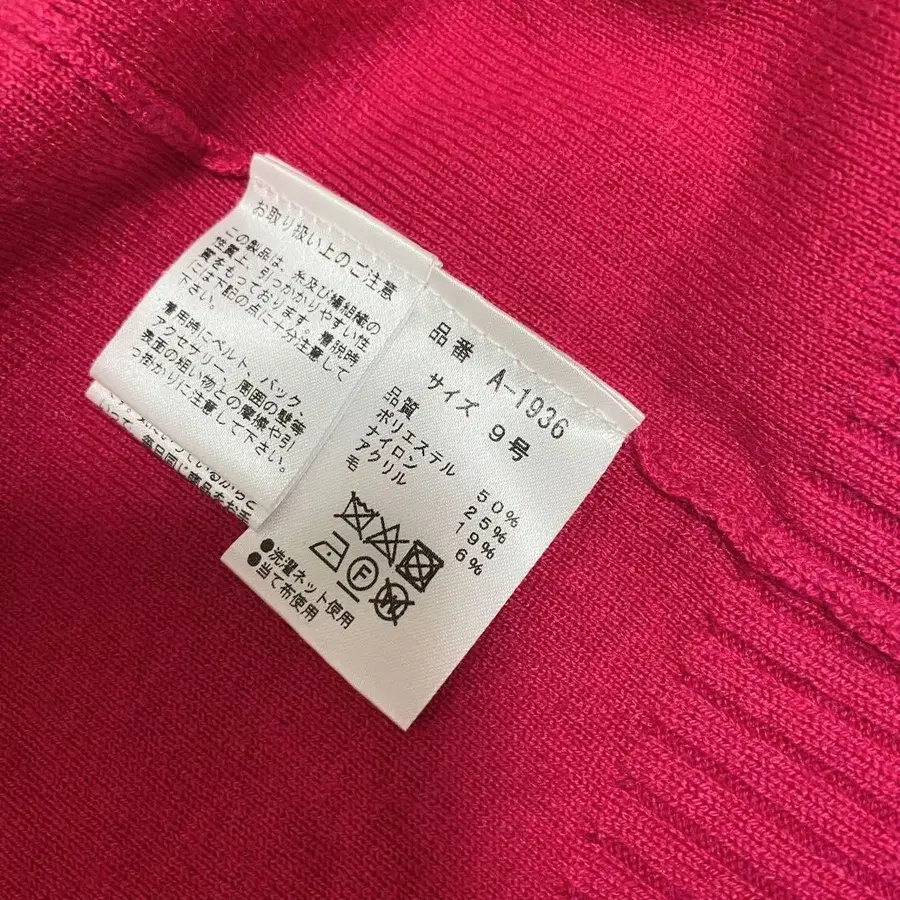 お取り扱い上のご注意
この製品は、糸及び編組織の
性質上、引っかかりやすい性
質をもっております。着脱時
には下記の点に十分注意して
下さい。
着用時にベルト、バック、
アクセサリー、周囲の壁等
表面の粗い物との摩擦や引
っ掛かりに注意して下さい。
品番 A-1936
サイズ 9号
品質
ポリエステル 50%
ナイロン 25%
アクリル 19%
毛 6%
F
W
●洗濯ネット使用
●当て布使用